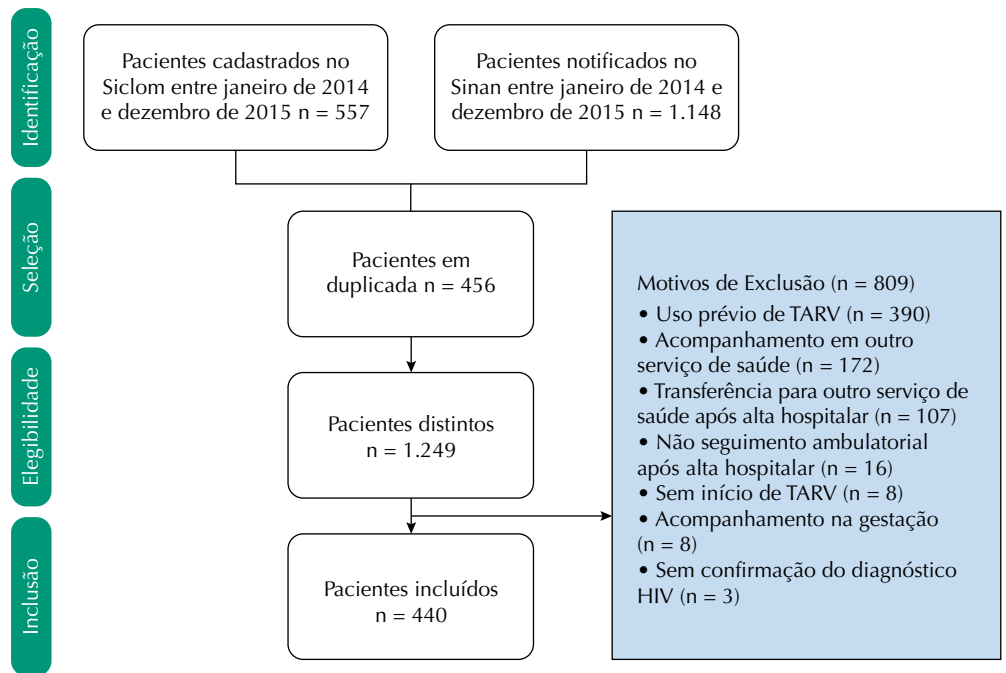 Identificação
Pacientes cadastrados no
Siclom entre janeiro de 2014
e dezembro de 2015 n = 557
Pacientes notificados no
Sinan entre janeiro de 2014 e
dezembro de 2015 n = 1.148
Seleção
Pacientes em
duplicada n = 456
Elegibilidade
Pacientes distintos
n = 1.249
Motivos de Exclusão (n = 809)
• Uso prévio de TARV (n = 390)
• Acompanhamento em outro
serviço de saúde (n = 172)
• Transferência para outro serviço de
saúde após alta hospitalar (n = 107)
• Não seguimento ambulatorial
após alta hospitalar (n = 16)
• Sem início de TARV (n = 8)
• Acompanhamento na gestação
(n = 8)
• Sem confirmação do diagnóstico
HIV (n = 3)
Inclusão
Pacientes incluídos
n = 440